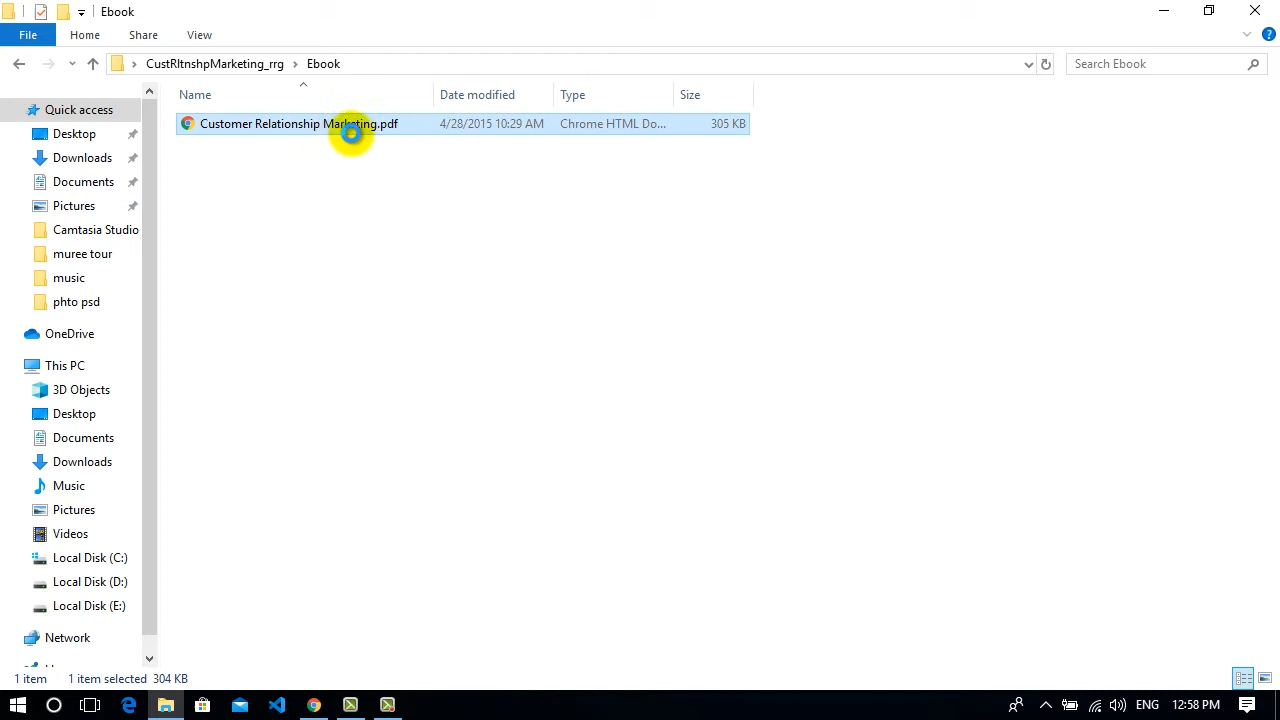 Ebook
File Home Share View
CustRltnshpMarketing_rrg Ebook
Search Ebook
Name Date modified Type Size
Customer Relationship Marketing.pdf 4/28/2015 10:29 AM Chrome HTML Do... 305 KB
Quick access
Desktop
Downloads
Documents
Pictures
Camtasia Studio
muree tour
music
phto psd
OneDrive
This PC
3D Objects
Desktop
Documents
Downloads
Music
Pictures
Videos
Local Disk (C:)
Local Disk (D:)
Local Disk (E:)
Network
1 item 1 item selected 304 KB
ENG 12:58 PM